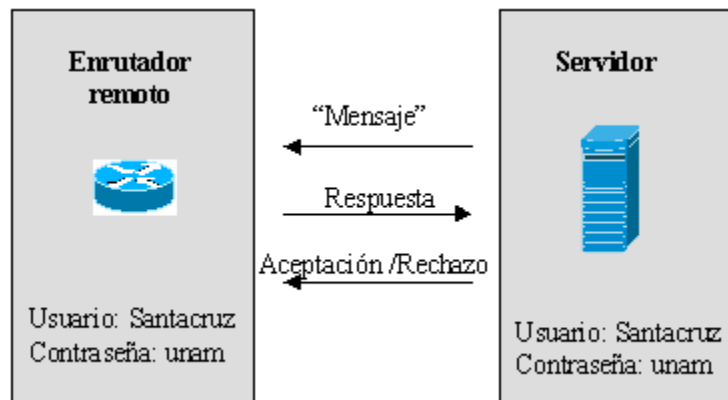 Enrutador
remoto
Servidor
“Mensaje”
Respuesta
Aceptación /Rechazo
Usuario: Santacruz
Contraseña: unam
Usuario: Santacruz
Contraseña: unam